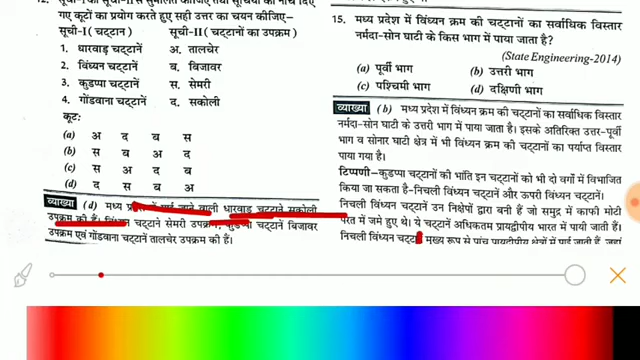 12. सूची-I को सूची-II से सुमेलित कीजिए तथा सूचियों के नीचे दिए
गए कूटों का प्रयोग करते हुए सही उत्तर का चयन कीजिए-
सूची-I (चट्टान) सूची-II (चट्टानों का उपक्रम)
1. धारवाड़ चट्टानें अ. तालचेर
2. विंध्यन चट्टानें ब. बिजावर
3. कुडप्पा चट्टानें स. सेमरी
4. गोंडवाना चट्टानें द. सकोली
कूटः
(a) अ द ब स
(b) स ब अ द
(c) स अ द ब
(d) द स ब अ
व्याख्या (d) मध्य में पाई जाने वाली धारवाड़ चट्टाने सकोली
उपक्रम की हैं। विंध्यन चट्टाने सेमरी उपक्रम, कुडप्पा चट्टानें बिजावर
उपक्रम एवं गोंडवाना चट्टानें तालचेर उपक्रम की हैं।
15. मध्य प्रदेश में विंध्यन क्रम की चट्टानों का सर्वाधिक विस्तार
नर्मदा-सोन घाटी के किस भाग में पाया जाता है?
(State Engineering-2014)
(a) पूर्वी भाग (b) उत्तरी भाग
(c) पश्चिमी भाग (d) दक्षिणी भाग
व्याख्या (b) मध्य प्रदेश में विंध्यन क्रम की चट्टानों का सर्वाधिक विस्तार
नर्मदा-सोन घाटी के उत्तरी भाग में पाया जाता है। इसके अतिरिक्त उत्तर-पूर्वी
भाग व सोनार घाटी क्षेत्र में भी विंध्यन क्रम की चट्टानों का पर्याप्त विस्तार
पाया गया है।
टिप्पणी- कुडप्पा चट्टानों की भांति इन चट्टानों को भी दो वर्गों में विभाजित
किया जा सकता है-निचली विंध्यन चट्टानें और ऊपरी विंध्यन चट्टानें।
निचली विंध्यन चट्टानें उन निक्षेपों द्वारा बनी हैं जो समुद्र में काफी मोटी
परत में जमे हुए थे। ये चट्टानें अधिकतम प्रायद्वीपीय भारत में पायी जाती हैं।
निचली विंध्यन मुख्य रूप से पांच प्रायद्वीपीय क्षेत्रों में पाई जाती हैं, जहां